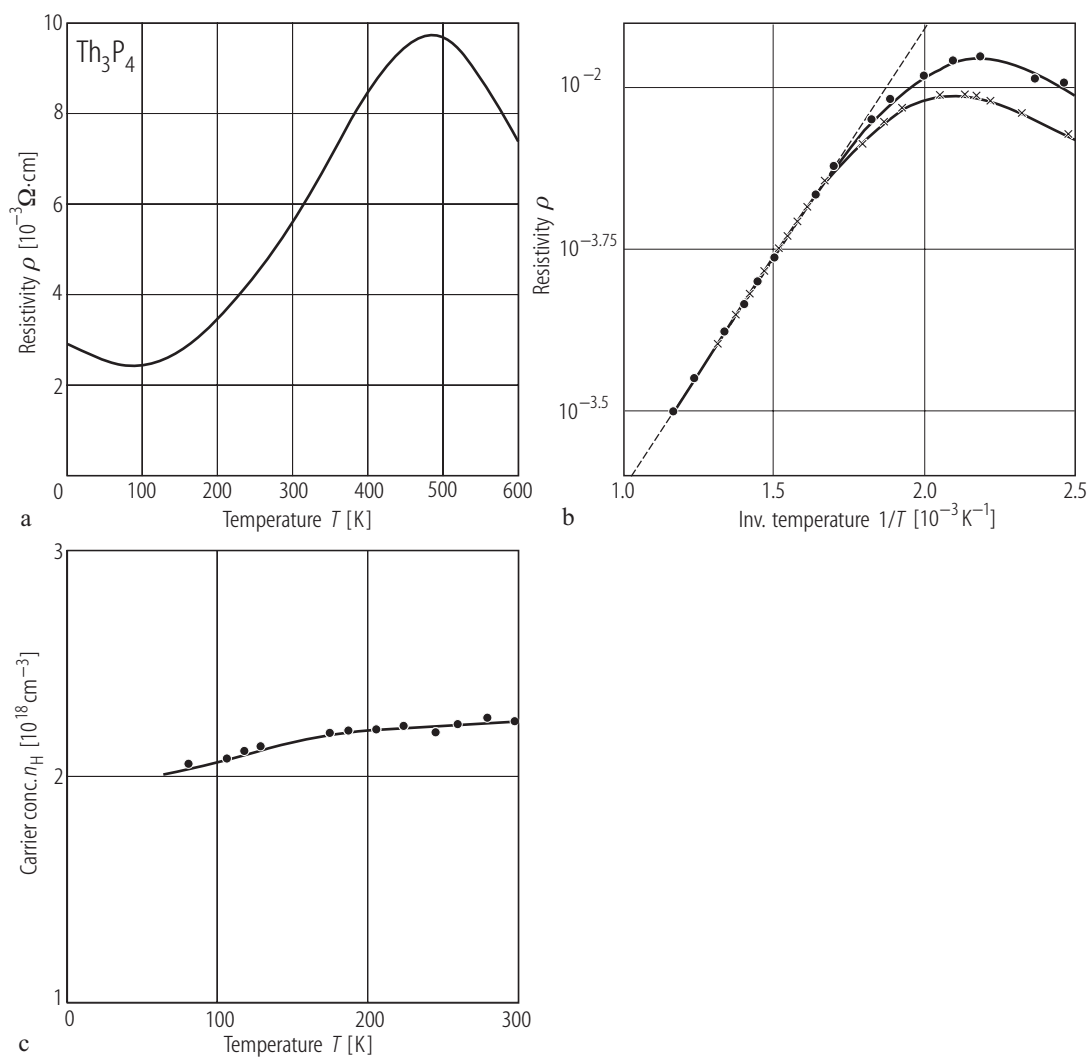 Th₃P₄
Resistivity ρ [10⁻³Ω·cm)
10
8
6
4
2
0 100 200 300 400 500 600
Temperature T [K]
a
Resistivity ρ
10⁻²
10⁻³·⁷⁵
10⁻³·⁵
1.0 1.5 2.0 2.5
Inv. temperature 1/T [10⁻³ K⁻¹]
b
Carrier conc. n_H [10¹⁸ cm⁻³]
3
2
1
0 100 200 300
Temperature T [K]
c